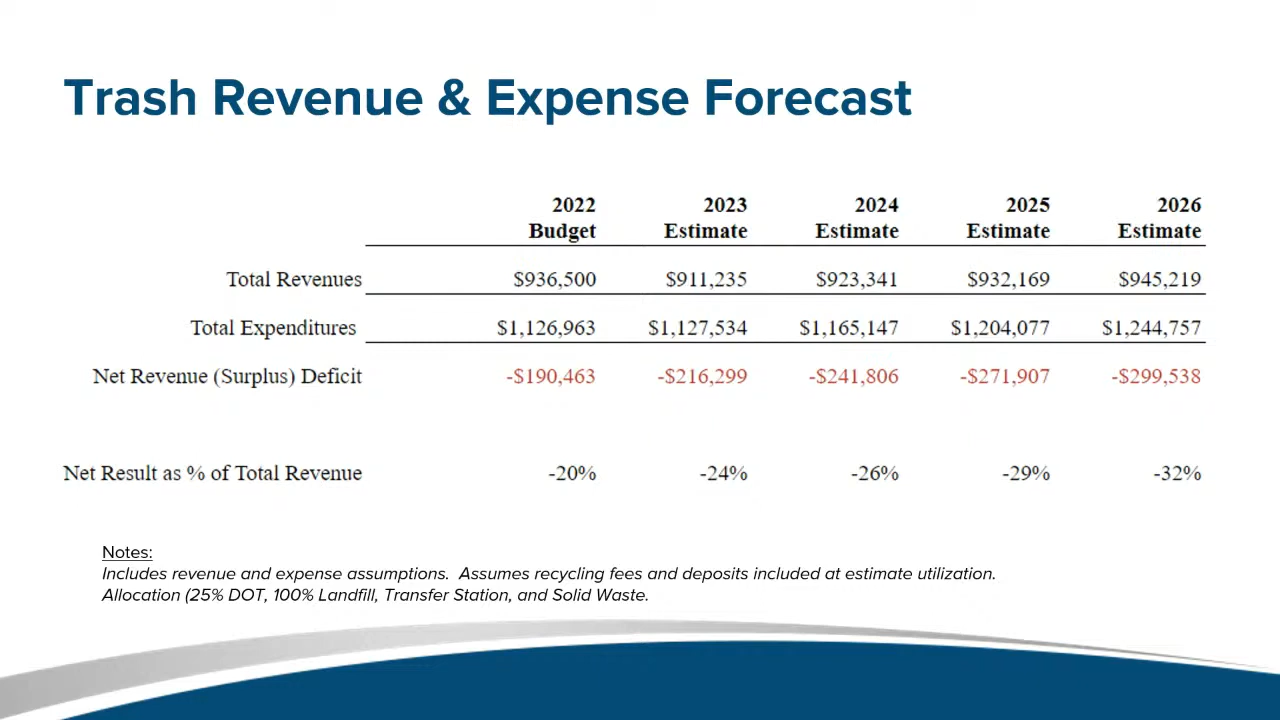 Trash Revenue & Expense Forecast
2022 2023 2024 2025 2026
Budget Estimate Estimate Estimate Estimate
Total Revenues $936,500 $911,235 $923,341 $932,169 $945,219
Total Expenditures $1,126,963 $1,127,534 $1,165,147 $1,204,077 $1,244,757
Net Revenue (Surplus) Deficit -$190,463 -$216,299 -$241,806 -$271,907 -$299,538
Net Result as % of Total Revenue -20% -24% -26% -29% -32%
Notes:
Includes revenue and expense assumptions. Assumes recycling fees and deposits included at estimate utilization.
Allocation (25% DOT, 100% Landfill, Transfer Station, and Solid Waste.